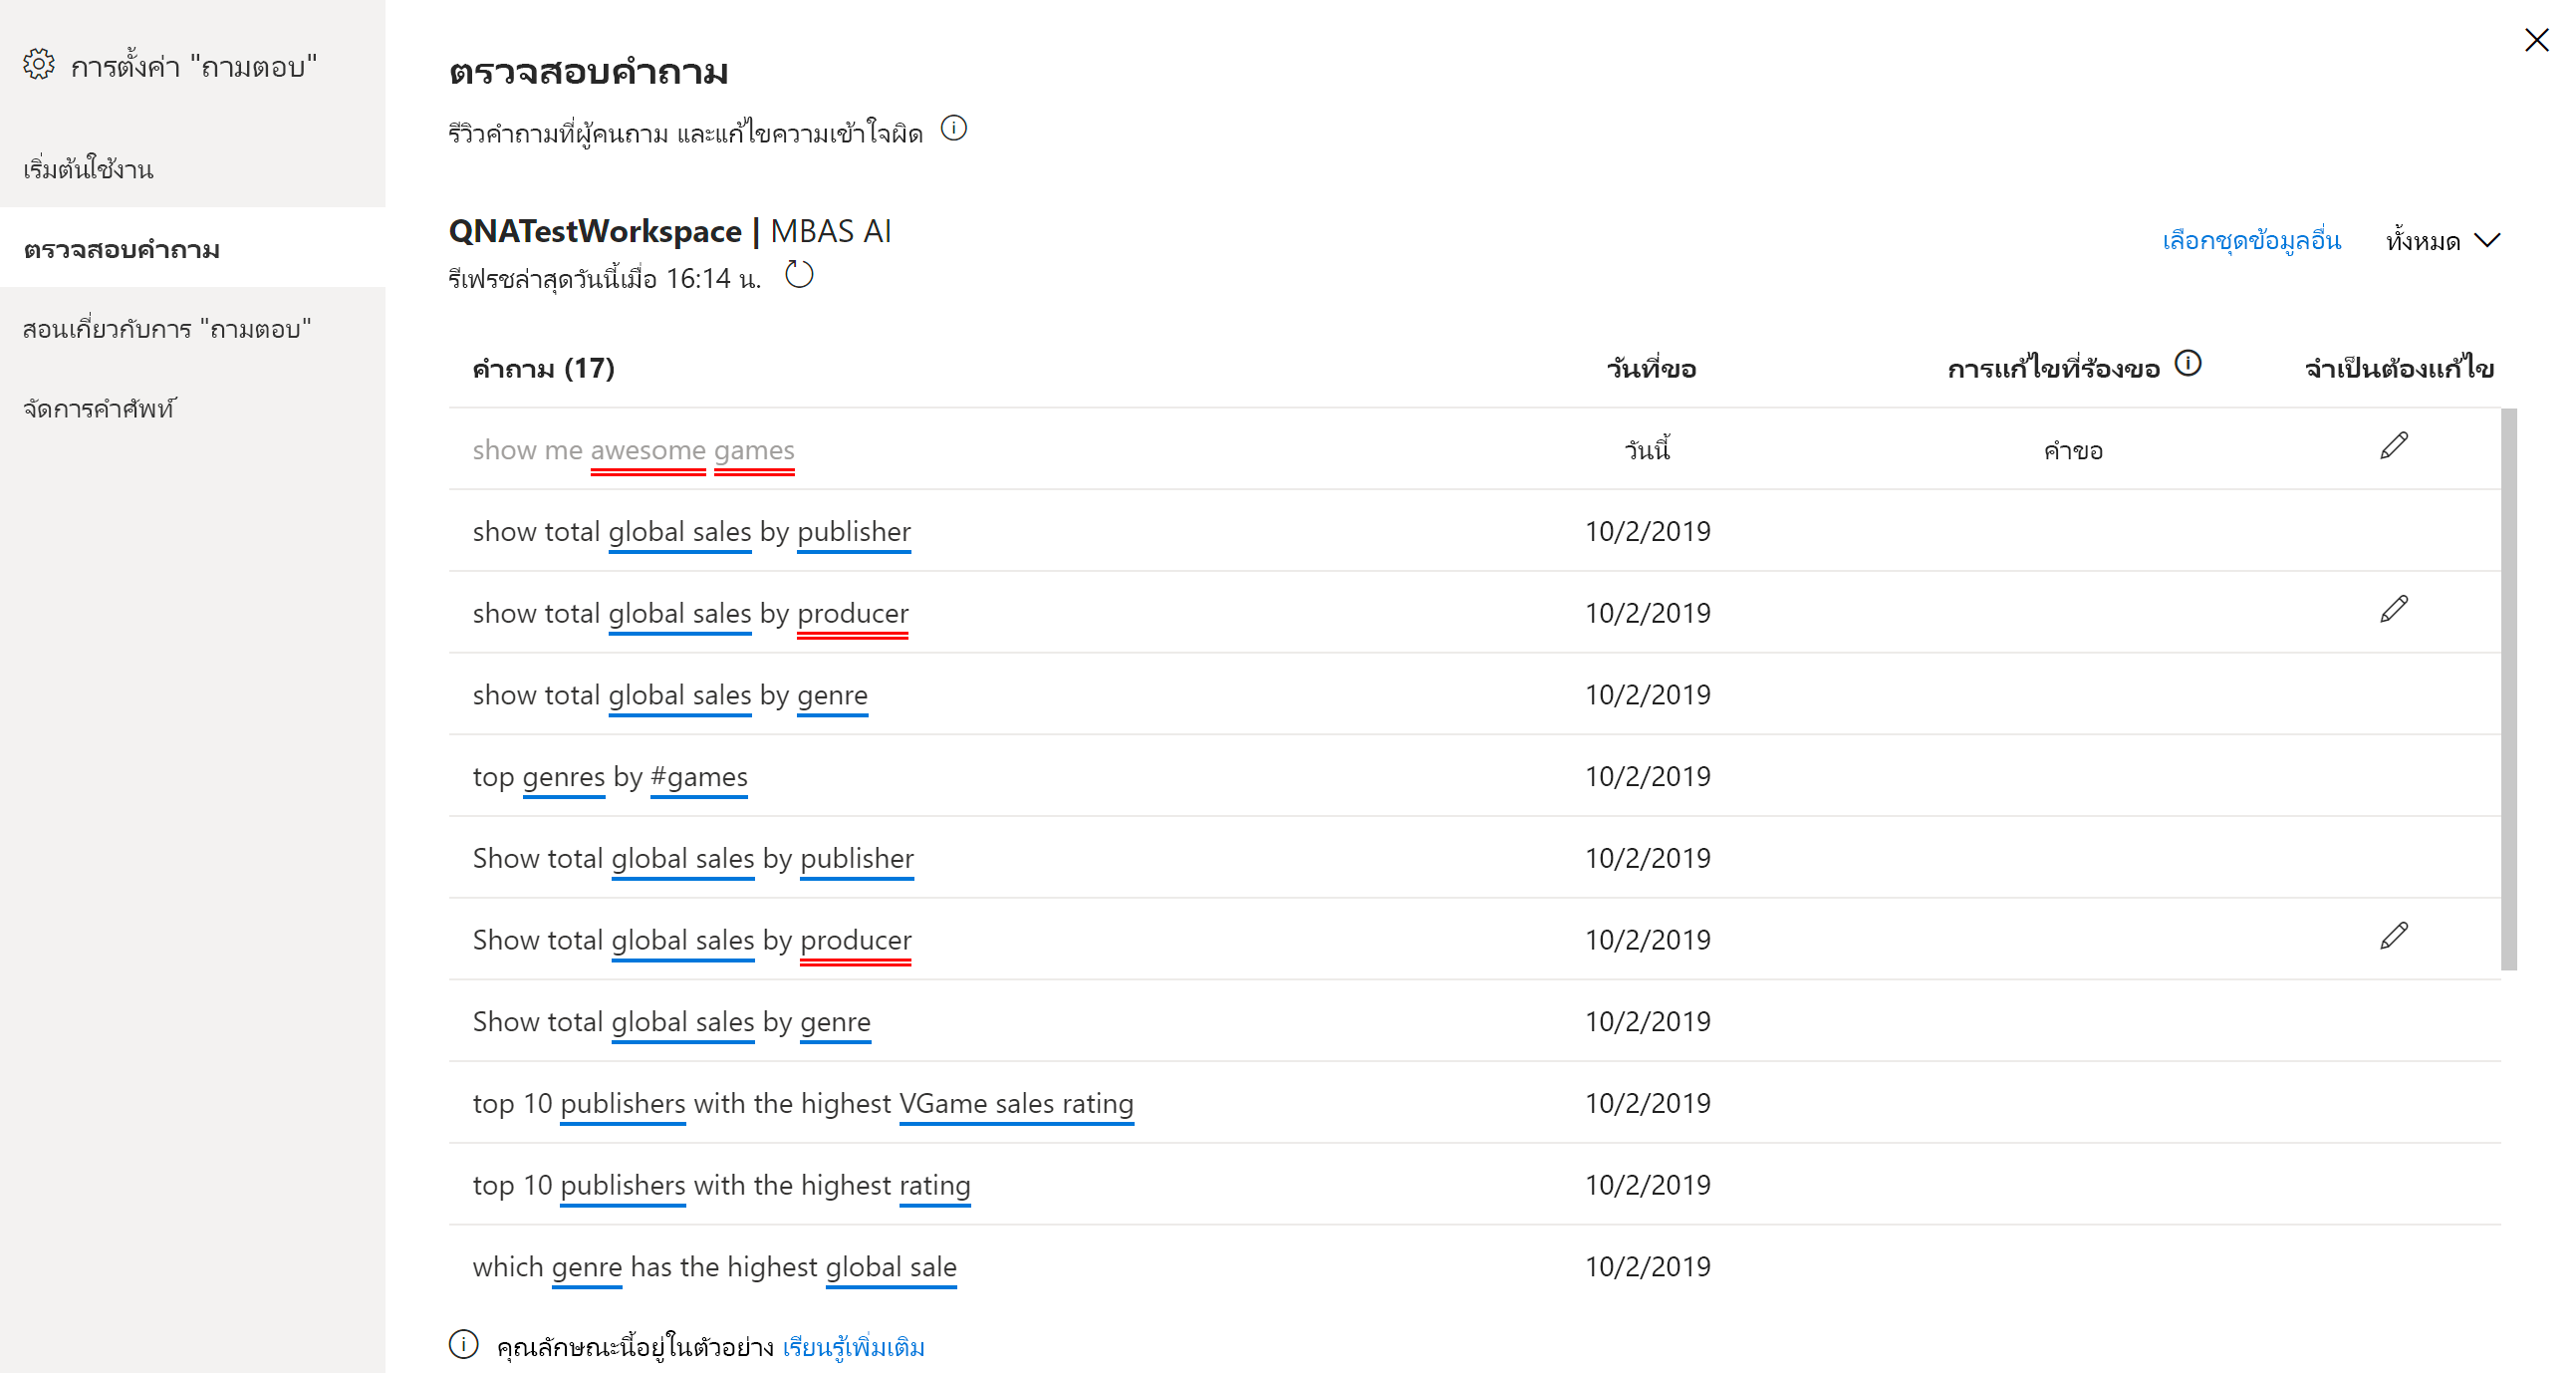 การตั้งค่า "ถามตอบ"
เริ่มต้นใช้งาน
ตรวจสอบคำถาม
สอนเกี่ยวกับการ "ถามตอบ"
จัดการคำศัพท์
ตรวจสอบคำถาม
รีวิวคำถามที่ผู้คนถาม และแก้ไขความเข้าใจผิด
QNATestWorkspace | MBAS AI
รีเฟรชล่าสุดวันนี้เมื่อ 16:14 น.
เลือกชุดข้อมูลอื่น ทั้งหมด
คำถาม (17) วันที่ขอ การแก้ไขที่ร้องขอ จำเป็นต้องแก้ไข
show me awesome games วันนี้ คำขอ
show total global sales by publisher 10/2/2019
show total global sales by producer 10/2/2019
show total global sales by genre 10/2/2019
top genres by #games 10/2/2019
Show total global sales by publisher 10/2/2019
Show total global sales by producer 10/2/2019
Show total global sales by genre 10/2/2019
top 10 publishers with the highest VGame sales rating 10/2/2019
top 10 publishers with the highest rating 10/2/2019
which genre has the highest global sale 10/2/2019
คุณลักษณะนี้อยู่ในตัวอย่าง เรียนรู้เพิ่มเติม